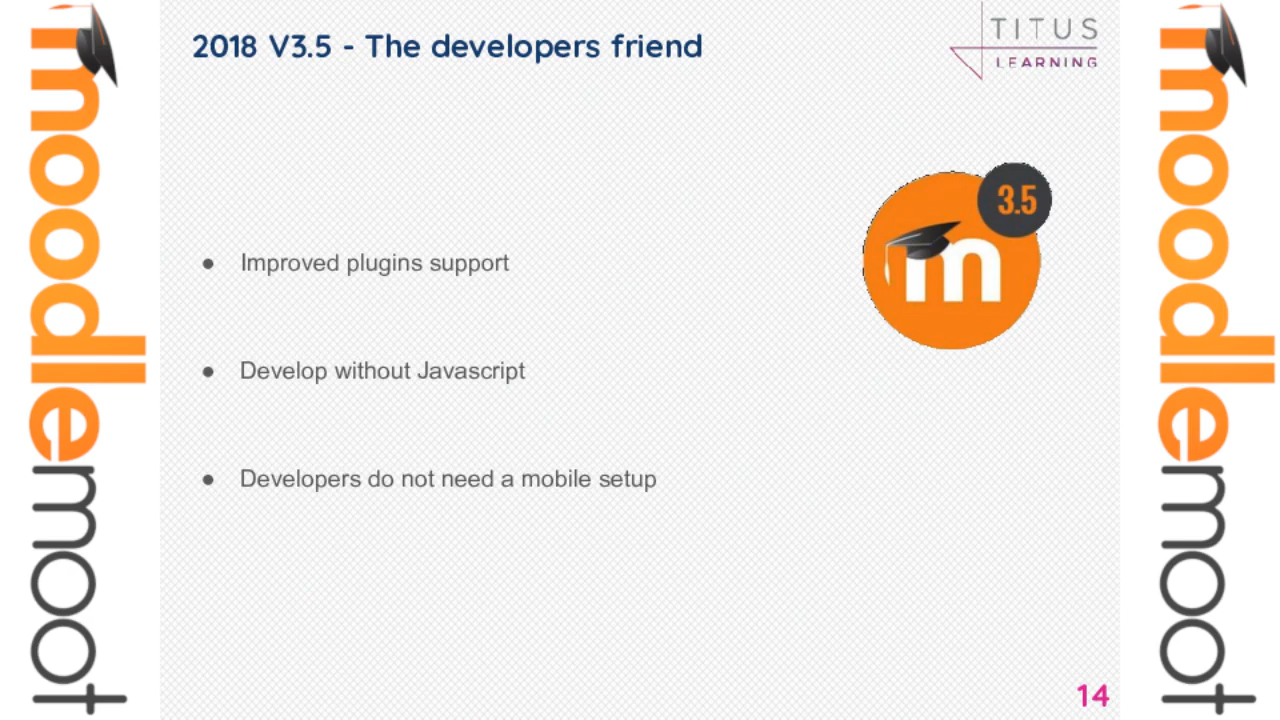 moodlemoot
2018 V3.5 - The developers friend
TITUS
LEARNING
3.5
m
● Improved plugins support
● Develop without Javascript
● Developers do not need a mobile setup
14
moodlemoot